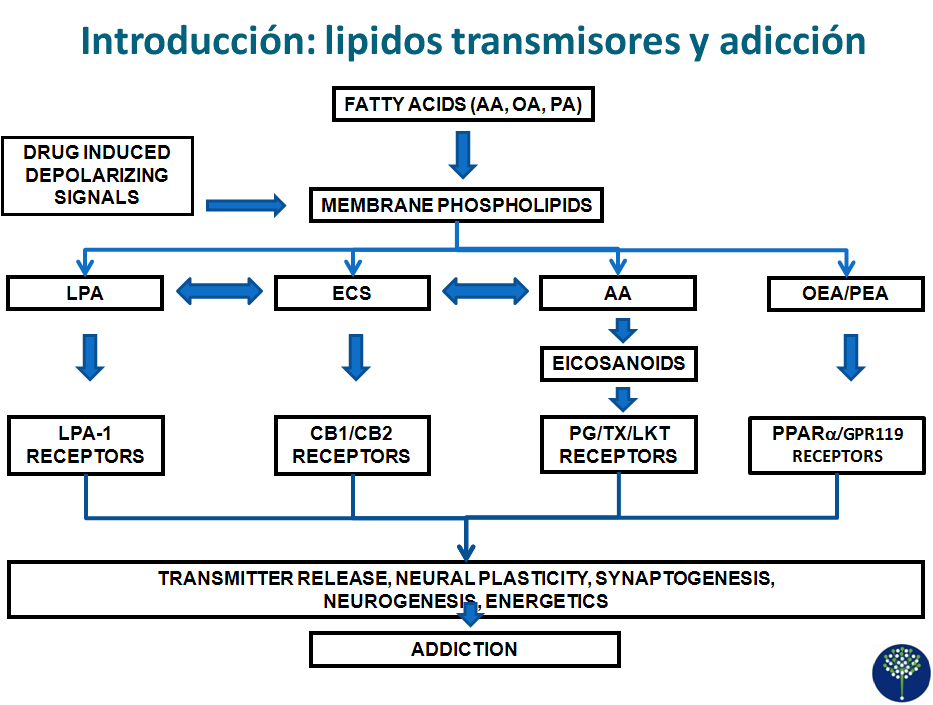 Introducción: lipidos transmisores y adicción
FATTY ACIDS (AA, OA, PA)
DRUG INDUCED
DEPOLARIZING
SIGNALS
MEMBRANE PHOSPHOLIPIDS
LPA
ECS
AA
OEA/PEA
EICOSANOIDS
LPA-1
RECEPTORS
CB1/CB2
RECEPTORS
PG/TX/LKT
RECEPTORS
PPARα/GPR119
RECEPTORS
TRANSMITTER RELEASE, NEURAL PLASTICITY, SYNAPTOGENESIS,
NEUROGENESIS, ENERGETICS
ADDICTION